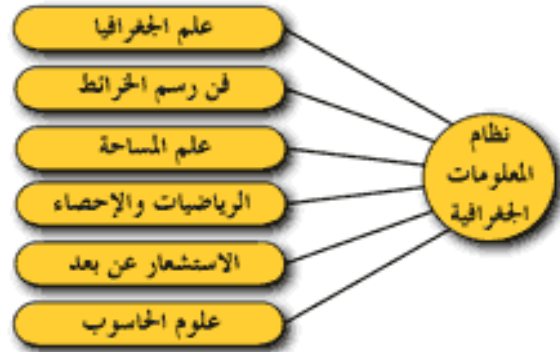 علم الجغرافيا
فن رسم الخرائط
علم المساحة
الرياضيات والإحصاء
الاستشعار عن بعد
علوم الحاسوب
نظام
المعلومات
الجغرافية